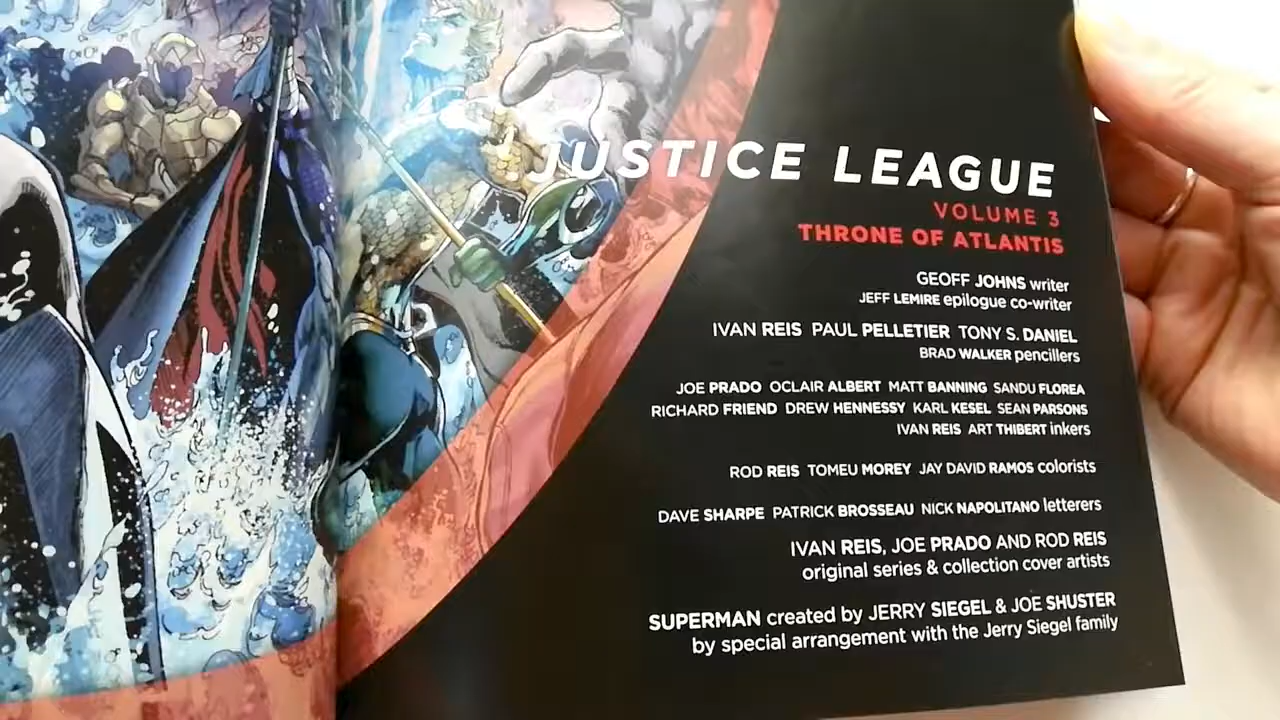 JUSTICE LEAGUE
VOLUME 3
THRONE OF ATLANTIS
GEOFF JOHNS writer
JEFF LEMIRE epilogue co-writer
IVAN REIS PAUL PELLETIER TONY S. DANIEL
BRAD WALKER pencillers
JOE PRADO OCLAIR ALBERT MATT BANNING SANDU FLOREA
RICHARD FRIEND DREW HENNESSY KARL KESEL SEAN PARSONS
IVAN REIS ART THIBERT inkers
ROD REIS TOMEU MOREY JAY DAVID RAMOS colorists
DAVE SHARPE PATRICK BROSSEAU NICK NAPOLITANO letterers
IVAN REIS, JOE PRADO AND ROD REIS
original series & collection cover artists
SUPERMAN created by JERRY SIEGEL & JOE SHUSTER
by special arrangement with the Jerry Siegel family